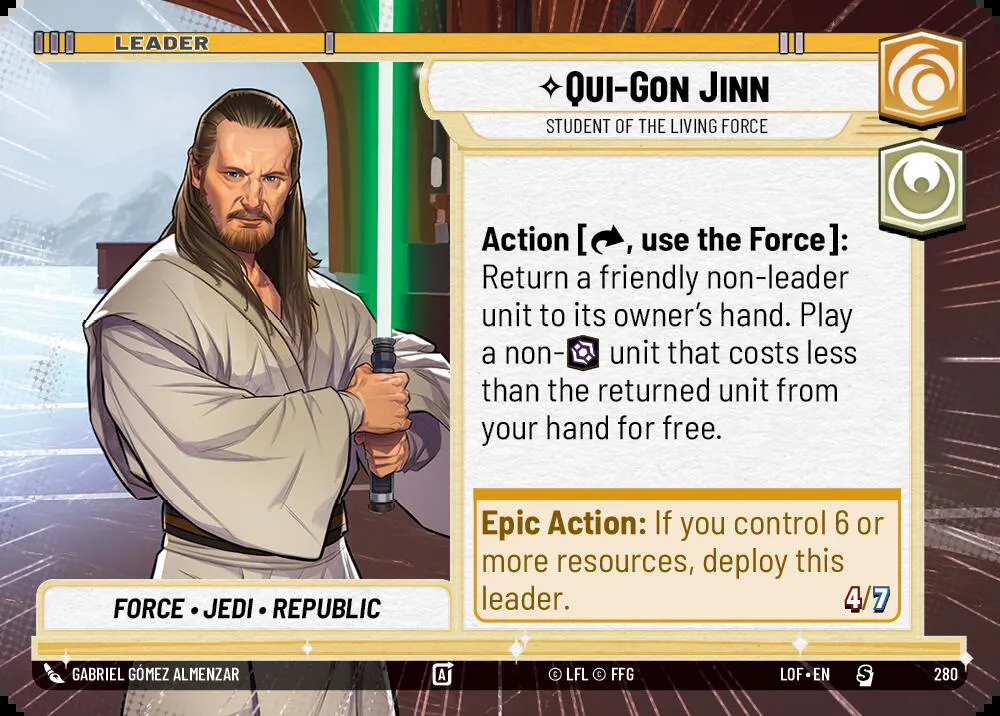 LEADER
QUI-GON JINN
STUDENT OF THE LIVING FORCE
Action [ , use the Force]:
Return a friendly non-leader
unit to its owner's hand. Play
a non- unit that costs less
than the returned unit from
your hand for free.
Epic Action: If you control 6 or
more resources, deploy this
leader.
4/7
FORCE • JEDI • REPUBLIC
GABRIEL GÓMEZ ALMENZAR
A
© LFL © FFG
LOF • EN
S
280